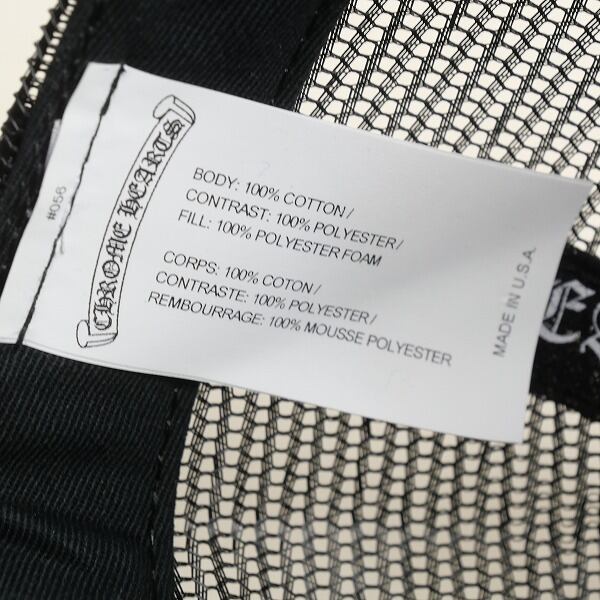 #056
CHROME HEARTS
BODY: 100% COTTON /
CONTRAST: 100% POLYESTER /
FILL: 100% POLYESTER FOAM
CORPS: 100% COTON /
CONTRASTE: 100% POLYESTER /
REMBOURRAGE: 100% MOUSSE POLYESTER
MADE IN U.S.A.